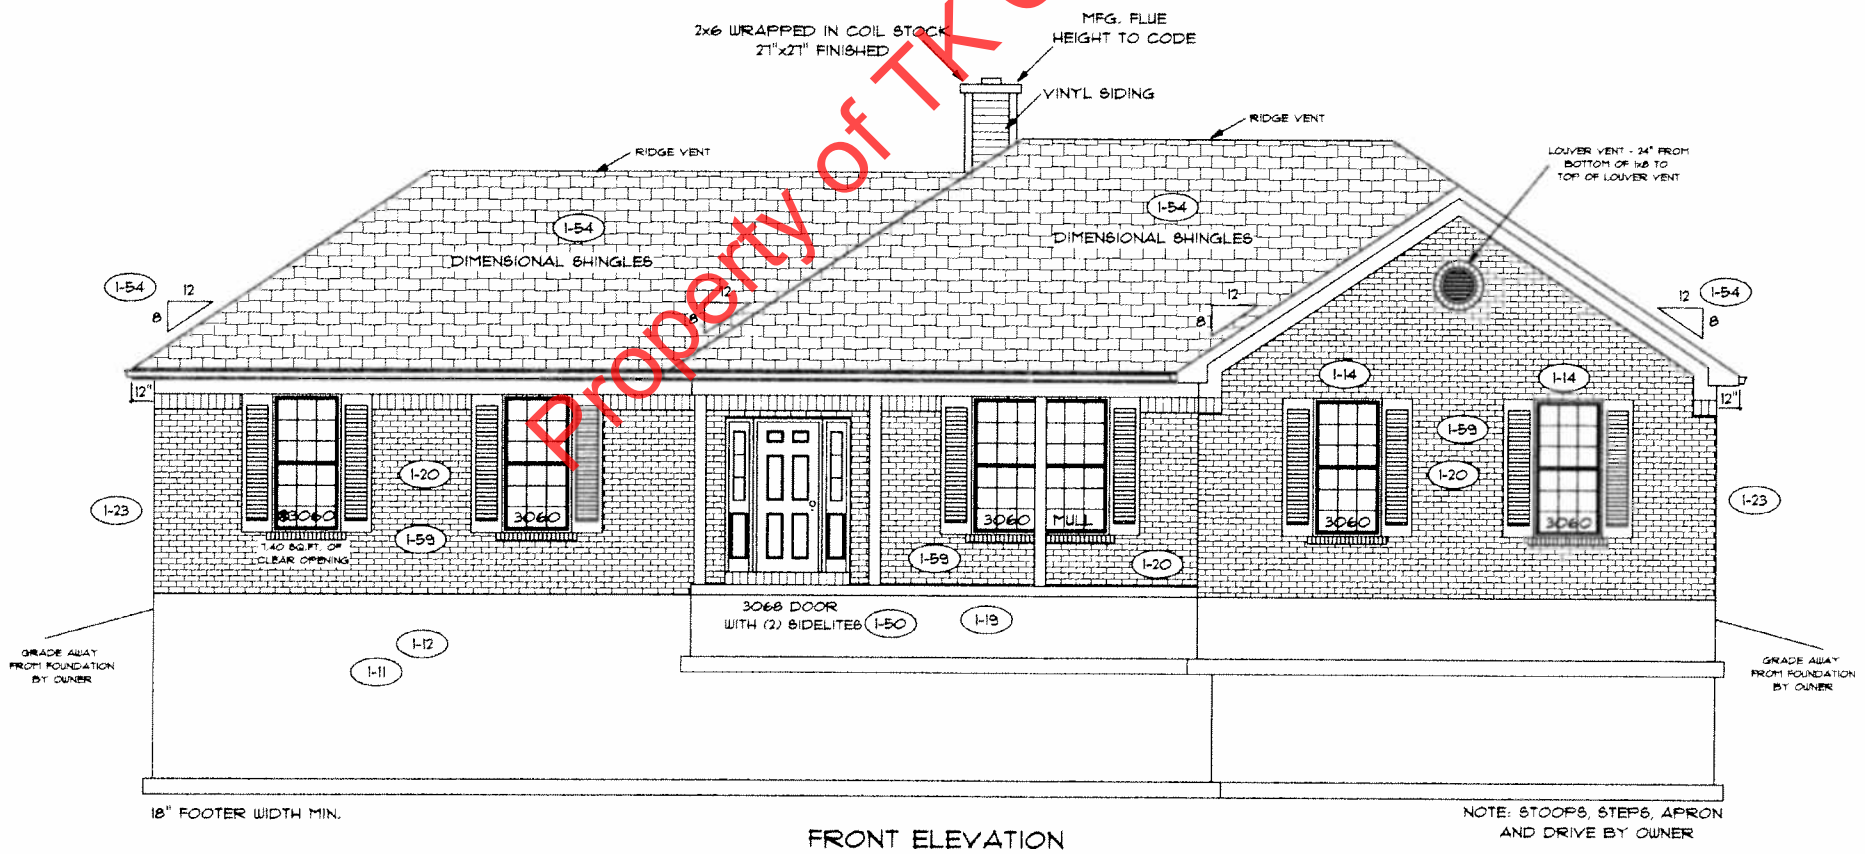 2x6 WRAPPED IN COIL STOCK
27"x27" FINISHED
MFG. FLUE
HEIGHT TO CODE
VINYL SIDING
RIDGE VENT
RIDGE VENT
LOUVER VENT - 24" FROM
BOTTOM OF 1x8 TO
TOP OF LOUVER VENT
1-54
DIMENSIONAL SHINGLES
1-54
DIMENSIONAL SHINGLES
1-54
12
8
12
8
12
8
12
8
1-54
Property of TK
12"
12"
1-14
1-14
1-59
1-20
1-20
1-23
1-23
3060
3060
3060 MULL
3060
3060
7.40 SQ.FT. OF
CLEAR OPENING
1-59
1-59
1-20
3068 DOOR
WITH (2) SIDELITES
1-50
1-19
1-12
1-11
GRADE AWAY
FROM FOUNDATION
BY OWNER
GRADE AWAY
FROM FOUNDATION
BY OWNER
18" FOOTER WIDTH MIN.
FRONT ELEVATION
NOTE: STOOPS, STEPS, APRON
AND DRIVE BY OWNER